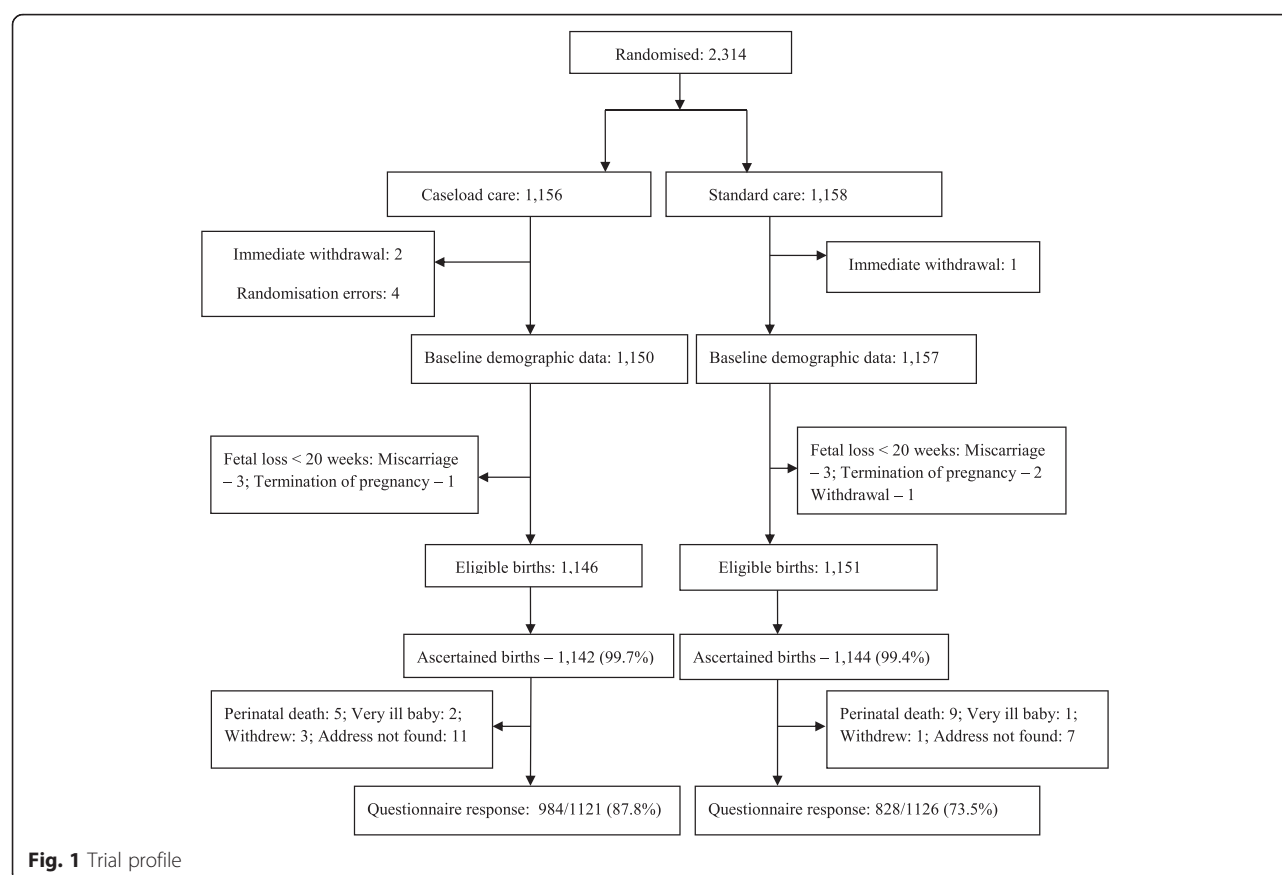 Randomised: 2,314
Caseload care: 1,156
Standard care: 1,158
Immediate withdrawal: 2
Randomisation errors: 4
Immediate withdrawal: 1
Baseline demographic data: 1,150
Baseline demographic data: 1,157
Fetal loss < 20 weeks: Miscarriage
– 3; Termination of pregnancy – 1
Fetal loss < 20 weeks: Miscarriage
– 3; Termination of pregnancy – 2
Withdrawal – 1
Eligible births: 1,146
Eligible births: 1,151
Ascertained births – 1,142 (99.7%)
Ascertained births – 1,144 (99.4%)
Perinatal death: 5; Very ill baby: 2;
Withdrew: 3; Address not found: 11
Perinatal death: 9; Very ill baby: 1;
Withdrew: 1; Address not found: 7
Questionnaire response: 984/1121 (87.8%)
Questionnaire response: 828/1126 (73.5%)
Fig. 1 Trial profile